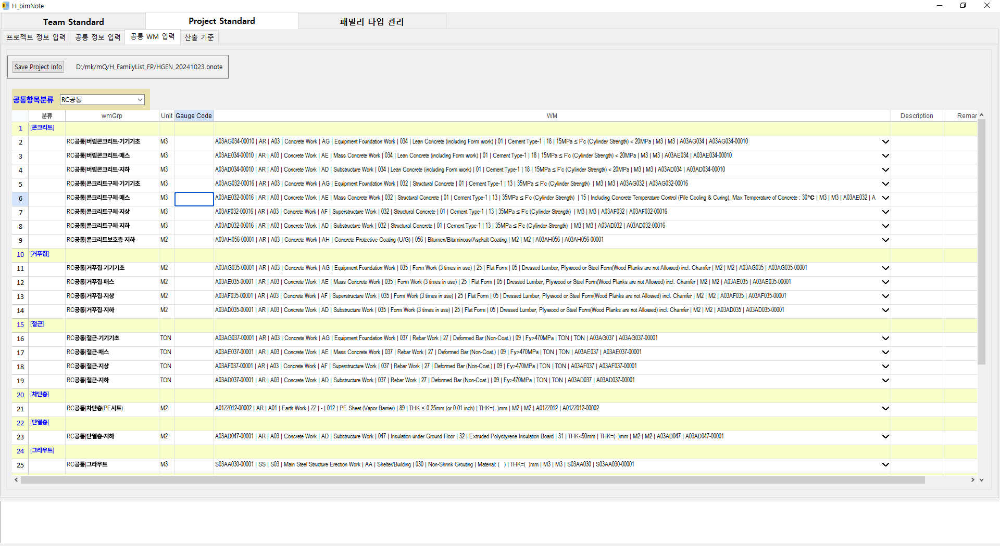 H_bimNote
Team Standard Project Standard 패밀리 타입 관리
프로젝트 정보 입력 공통 정보 입력 공통 WM 입력 산출 기준
Save Project Info D:/mk/mQ/H_FamilyList_FP/HGEN_20241023.bnote
공통항목분류 RC공통
분류 wmGrp Unit Gauge Code WM Description Remar
1 [콘크리트]
2 RC공통|버림콘크리트-기기기초 M3 A03AG034-00010 | AR | A03 | Concrete Work | AG | Equipment Foundation Work | 034 | Lean Concrete (including Form work) | 01 | Cement Type-1 | 18 | 15MPa ≤ F'c (Cylinder Strength) < 20MPa | M3 | M3 | A03AG034 | A03AG034-00010
3 RC공통|버림콘크리트-매스 M3 A03AE034-00010 | AR | A03 | Concrete Work | AE | Mass Concrete Work | 034 | Lean Concrete (including Form work) | 01 | Cement Type-1 | 18 | 15MPa ≤ F'c (Cylinder Strength) < 20MPa | M3 | M3 | A03AE034 | A03AE034-00010
4 RC공통|버림콘크리트-지하 M3 A03AD034-00010 | AR | A03 | Concrete Work | AD | Substructure Work | 034 | Lean Concrete (including Form work) | 01 | Cement Type-1 | 18 | 15MPa ≤ F'c (Cylinder Strength) < 20MPa | M3 | M3 | A03AD034 | A03AD034-00010
5 RC공통|콘크리트구체-기기기초 M3 A03AG032-00016 | AR | A03 | Concrete Work | AG | Equipment Foundation Work | 032 | Structural Concrete | 01 | Cement Type-1 | 13 | 35MPa ≤ F'c (Cylinder Strength) | M3 | M3 | A03AG032 | A03AG032-00016
6 RC공통|콘크리트구체-매스 M3 A03AE032-00016 | AR | A03 | Concrete Work | AE | Mass Concrete Work | 032 | Structural Concrete | 01 | Cement Type-1 | 13 | 35MPa ≤ F'c (Cylinder Strength) | 15 | Including Concrete Temperature Control (Pile Cooling & Curing), Max Temperature of Concrete : 30℃ | M3 | M3 | A03AE032 | A
7 RC공통|콘크리트구체-지상 M3 A03AF032-00016 | AR | A03 | Concrete Work | AF | Superstructure Work | 032 | Structural Concrete | 01 | Cement Type-1 | 13 | 35MPa ≤ F'c (Cylinder Strength) | M3 | M3 | A03AF032 | A03AF032-00016
8 RC공통|콘크리트구체-지하 M3 A03AD032-00016 | AR | A03 | Concrete Work | AD | Substructure Work | 032 | Structural Concrete | 01 | Cement Type-1 | 13 | 35MPa ≤ F'c (Cylinder Strength) | M3 | M3 | A03AD032 | A03AD032-00016
9 RC공통|콘크리트보호층-지하 M2 A03AH056-00001 | AR | A03 | Concrete Work | AH | Concrete Protective Coating (U/G) | 056 | Bitumen/Bituminous/Asphalt Coating | M2 | M2 | A03AH056 | A03AH056-00001
10 [거푸집]
11 RC공통|거푸집-기기기초 M2 A03AG035-00001 | AR | A03 | Concrete Work | AG | Equipment Foundation Work | 035 | Form Work (3 times in use) | 25 | Flat Form | 05 | Dressed Lumber, Plywood or Steel Form(Wood Planks are not Allowed) incl. Chamfer | M2 | M2 | A03AG035 | A03AG035-00001
12 RC공통|거푸집-매스 M2 A03AE035-00001 | AR | A03 | Concrete Work | AE | Mass Concrete Work | 035 | Form Work (3 times in use) | 25 | Flat Form | 05 | Dressed Lumber, Plywood or Steel Form(Wood Planks are not Allowed) incl. Chamfer | M2 | M2 | A03AE035 | A03AE035-00001
13 RC공통|거푸집-지상 M2 A03AF035-00001 | AR | A03 | Concrete Work | AF | Superstructure Work | 035 | Form Work (3 times in use) | 25 | Flat Form | 05 | Dressed Lumber, Plywood or Steel Form(Wood Planks are not Allowed) incl. Chamfer | M2 | M2 | A03AF035 | A03AF035-00001
14 RC공통|거푸집-지하 M2 A03AD035-00001 | AR | A03 | Concrete Work | AD | Substructure Work | 035 | Form Work (3 times in use) | 25 | Flat Form | 05 | Dressed Lumber, Plywood or Steel Form(Wood Planks are not Allowed) incl. Chamfer | M2 | M2 | A03AD035 | A03AD035-00001
15 [철근]
16 RC공통|철근-기기기초 TON A03AG037-00001 | AR | A03 | Concrete Work | AG | Equipment Foundation Work | 037 | Rebar Work | 27 | Deformed Bar (Non-Coat.) | 09 | Fy>470MPa | TON | TON | A03AG037 | A03AG037-00001
17 RC공통|철근-매스 TON A03AE037-00001 | AR | A03 | Concrete Work | AE | Mass Concrete Work | 037 | Rebar Work | 27 | Deformed Bar (Non-Coat.) | 09 | Fy>470MPa | TON | TON | A03AE037 | A03AE037-00001
18 RC공통|철근-지상 TON A03AF037-00001 | AR | A03 | Concrete Work | AF | Superstructure Work | 037 | Rebar Work | 27 | Deformed Bar (Non-Coat.) | 09 | Fy>470MPa | TON | TON | A03AF037 | A03AF037-00001
19 RC공통|철근-지하 TON A03AD037-00001 | AR | A03 | Concrete Work | AD | Substructure Work | 037 | Rebar Work | 27 | Deformed Bar (Non-Coat.) | 09 | Fy>470MPa | TON | TON | A03AD037 | A03AD037-00001
20 [차단층]
21 RC공통|차단층(PE시트) M2 A01ZZ012-00002 | AR | A01 | Earth Work | ZZ | - | 012 | PE Sheet (Vapor Barrier) | 89 | THK ≤ 0.25mm (or 0.01 inch) | THK=( )mm | M2 | M2 | A01ZZ012 | A01ZZ012-00002
22 [단열층]
23 RC공통|단열층-지하 M2 A03AD047-00001 | AR | A03 | Concrete Work | AD | Substructure Work | 047 | Insulation under Ground Floor | 32 | Extruded Polystyrene Insulation Board | 31 | THK<50mm | THK=( )mm | M2 | M2 | A03AD047 | A03AD047-00001
24 [그라우트]
25 RC공통|그라우트 M3 S03AA030-00001 | SS | S03 | Main Steel Structure Erection Work | AA | Shelter/Building | 030 | Non-Shrink Grouting | Material: ( ) | THK=( )mm | M3 | M3 | S03AA030 | S03AA030-00001